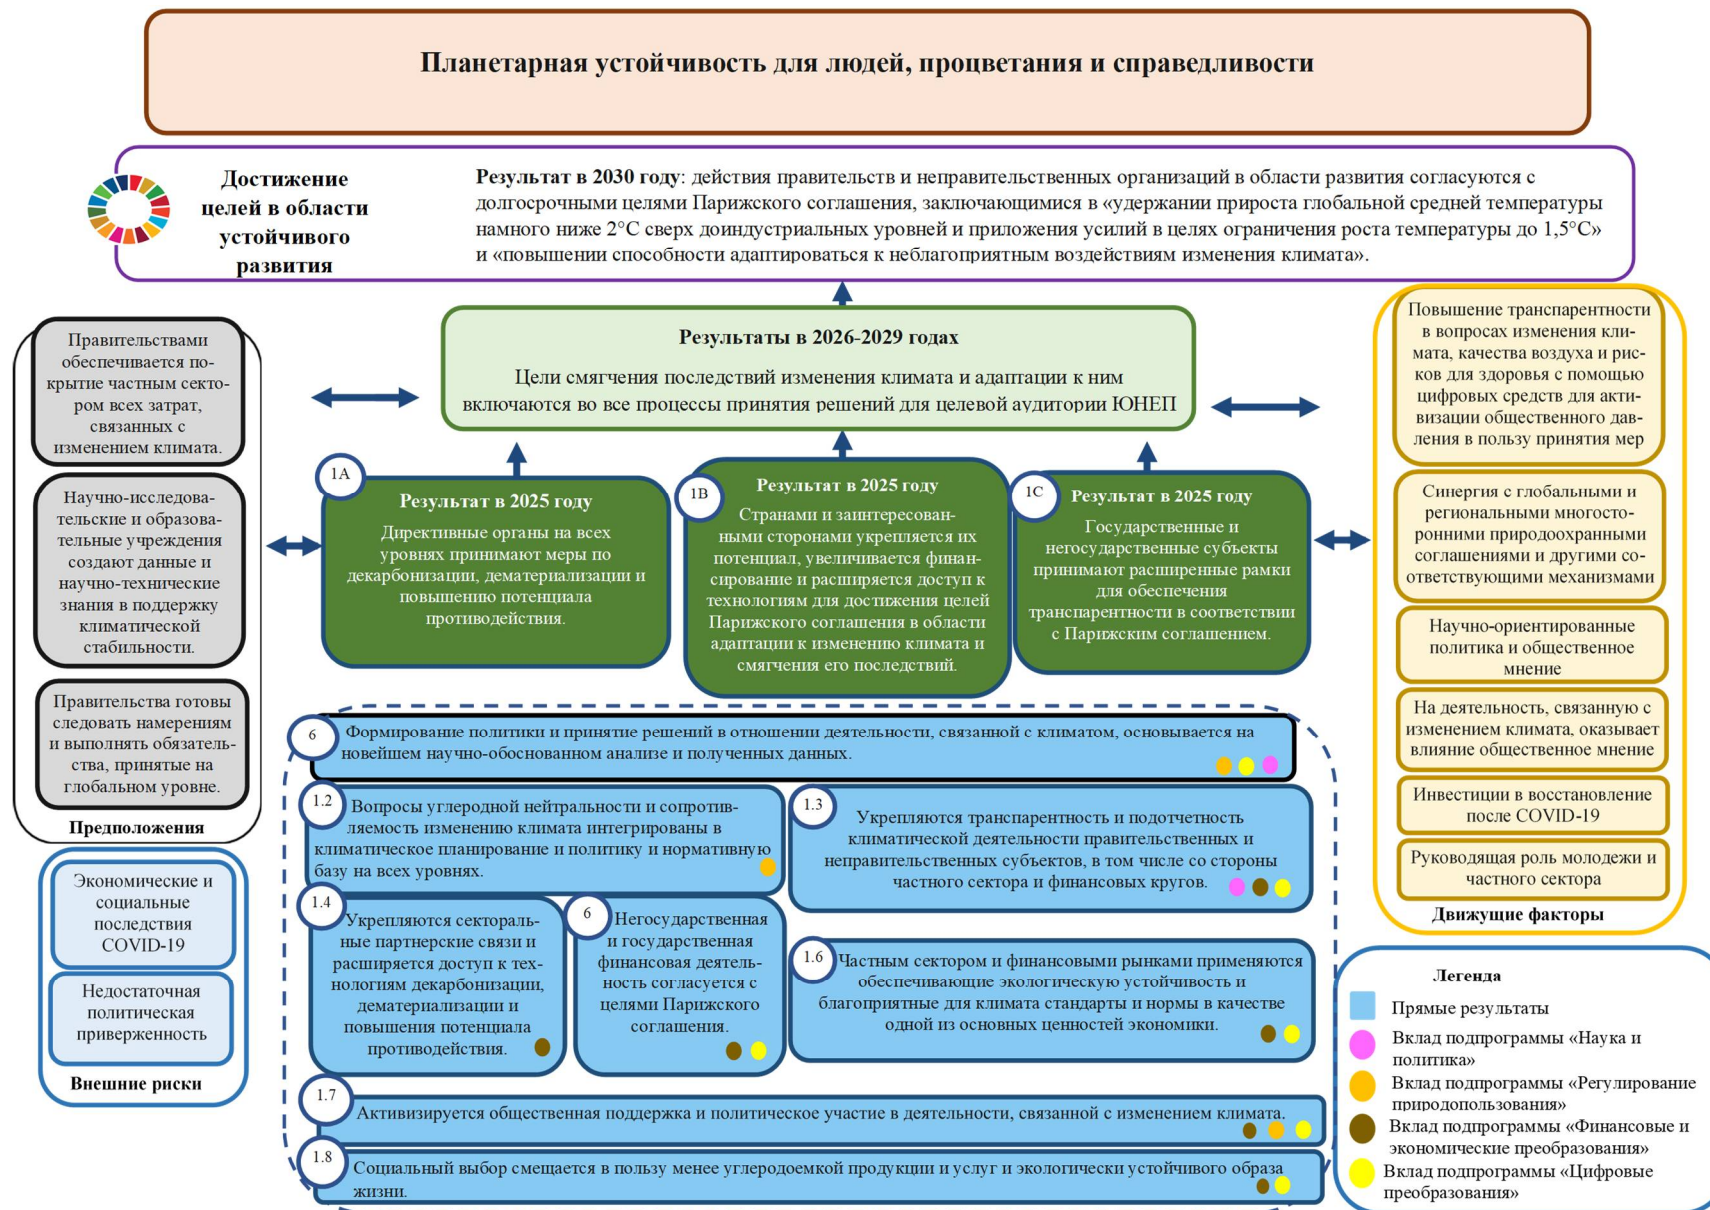 Планетарная устойчивость для людей, процветания и справедливости
Достижение
целей в области
устойчивого
развития
Результат в 2030 году: действия правительств и неправительственных организаций в области развития согласуются с
долгосрочными целями Парижского соглашения, заключающимися в «удержании прироста глобальной средней температуры
намного ниже 2°C сверх доиндустриальных уровней и приложения усилий в целях ограничения роста температуры до 1,5°C»
и «повышении способности адаптироваться к неблагоприятным воздействиям изменения климата».
Правительствами
обеспечивается по-
крытие частным секто-
ром всех затрат,
связанных с
изменением климата.
Научно-исследова-
тельские и образова-
тельные учреждения
создают данные и
научно-технические
знания в поддержку
климатической
стабильности.
Правительства готовы
следовать намерениям
и выполнять обязатель-
ства, принятые на
глобальном уровне.
Предположения
Экономические и
социальные
последствия
COVID-19
Недостаточная
политическая
приверженность
Внешние риски
Результаты в 2026-2029 годах
Цели смягчения последствий изменения климата и адаптации к ним
включаются во все процессы принятия решений для целевой аудитории ЮНЕП
1A
Результат в 2025 году
Директивные органы на всех
уровнях принимают меры по
декарбонизации, дематериализации и
повышению потенциала
противодействия.
1B
Результат в 2025 году
Странами и заинтересован-
ными сторонами укрепляется их
потенциал, увеличивается финан-
сирование и расширяется доступ к
технологиям для достижения целей
Парижского соглашения в области
адаптации к изменению климата и
смягчения его последствий.
1C
Результат в 2025 году
Государственные и
негосударственные субъекты
принимают расширенные рамки
для обеспечения
транспарентности в соответствии
с Парижским соглашением.
6
Формирование политики и принятие решений в отношении деятельности, связанной с климатом, основывается на
новейшем научно-обоснованном анализе и полученных данных.
1.2
Вопросы углеродной нейтральности и сопротив-
ляемость изменению климата интегрированы в
климатическое планирование и политику и нормативную
базу на всех уровнях.
1.3
Укрепляются транспарентность и подотчетность
климатической деятельности правительственных и
неправительственных субъектов, в том числе со стороны
частного сектора и финансовых кругов.
1.4
Укрепляются сектораль-
ные партнерские связи и
расширяется доступ к тех-
нологиям декарбонизации,
дематериализации и
повышения потенциала
противодействия.
6
Негосударственная
и государственная
финансовая деятель-
ность согласуется с
целями Парижского
соглашения.
1.6
Частным сектором и финансовыми рынками применяются
обеспечивающие экологическую устойчивость и
благоприятные для климата стандарты и нормы в качестве
одной из основных ценностей экономики.
1.7
Активизируется общественная поддержка и политическое участие в деятельности, связанной с изменением климата.
1.8
Социальный выбор смещается в пользу менее углеродоемкой продукции и услуг и экологически устойчивого образа
жизни.
Повышение транспарентности
в вопросах изменения кли-
мата, качества воздуха и рис-
ков для здоровья с помощью
цифровых средств для акти-
визации общественного дав-
ления в пользу принятия мер
Синергия с глобальными и
региональными многосто-
ронними природоохранными
соглашениями и другими со-
ответствующими механизмами
Научно-ориентированные
политика и общественное
мнение
На деятельность, связанную с
изменением климата, оказывает
влияние общественное мнение
Инвестиции в восстановление
после COVID-19
Руководящая роль молодежи и
частного сектора
Движущие факторы
Легенда
Прямые результаты
Вклад подпрограммы «Наука и
политика»
Вклад подпрограммы «Регулирование
природопользования»
Вклад подпрограммы «Финансовые и
экономические преобразования»
Вклад подпрограммы «Цифровые
преобразования»